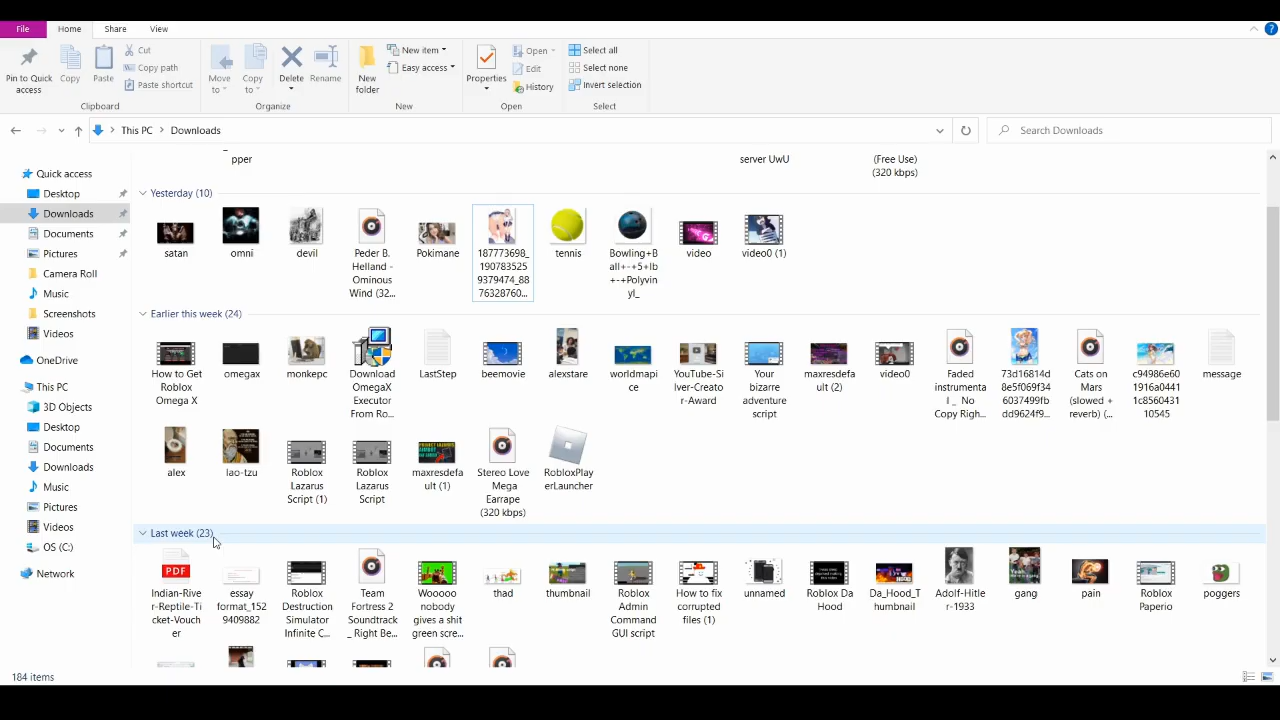 File Home Share View
Pin to Quick
access
Copy
Paste
Cut
Copy path
Paste shortcut
Clipboard
Move
to
Copy
to
Delete
Rename
Organize
New
folder
New item
Easy access
New
Properties
Open
Edit
History
Open
Select all
Select none
Invert selection
Select
This PC > Downloads
Search Downloads
Quick access
Desktop
Downloads
Documents
Pictures
Camera Roll
Music
Screenshots
Videos
OneDrive
This PC
3D Objects
Desktop
Documents
Downloads
Music
Pictures
Videos
OS (C:)
Network
pper
server UwU
(Free Use)
(320 kbps)
Yesterday (10)
satan
omni
devil
Peder B.
Helland -
Ominous
Wind (32...
Pokimane
187773698_
190783525
9379474_88
76328760...
tennis
Bowling+B
all+-+5+lb
+-+Polyvin
yl_
video
video0 (1)
Earlier this week (24)
How to Get
Roblox
Omega X
omegax
monkepc
Download
OmegaX
Executor
From Ro...
LastStep
beemovie
alexstare
worldmapi
ce
YouTube-Si
lver-Creato
r-Award
Your
bizarre
adventure
script
maxresdefa
ult (2)
video0
Faded
instrumenta
l _ No
Copy Righ...
73d16814d
8e5f069f34
6037499fb
dd9624f9...
Cats on
Mars
(slowed +
reverb) (...
c94986e60
1916a0441
1c8560431
10545
message
alex
lao-tzu
Roblox
Lazarus
Script (1)
Roblox
Lazarus
Script
maxresdefa
ult (1)
Stereo Love
Mega
Earrape
(320 kbps)
RobloxPlay
erLauncher
Last week (23)
PDF
Indian-Rive
r-Reptile-Ti
cket-Vouch
er
essay
format_152
9409882
Roblox
Destruction
Simulator
Infinite C...
Team
Fortress 2
Soundtrack
_ Right Be...
Wooooo
nobody
gives a shit
green scre...
thad
thumbnail
Roblox
Admin
Command
GUI script
How to fix
corrupted
files (1)
unnamed
Roblox Da
Hood
Da_Hood_T
humbnail
Adolf-Hitle
r-1933
gang
pain
Roblox
Paperio
poggers
184 items